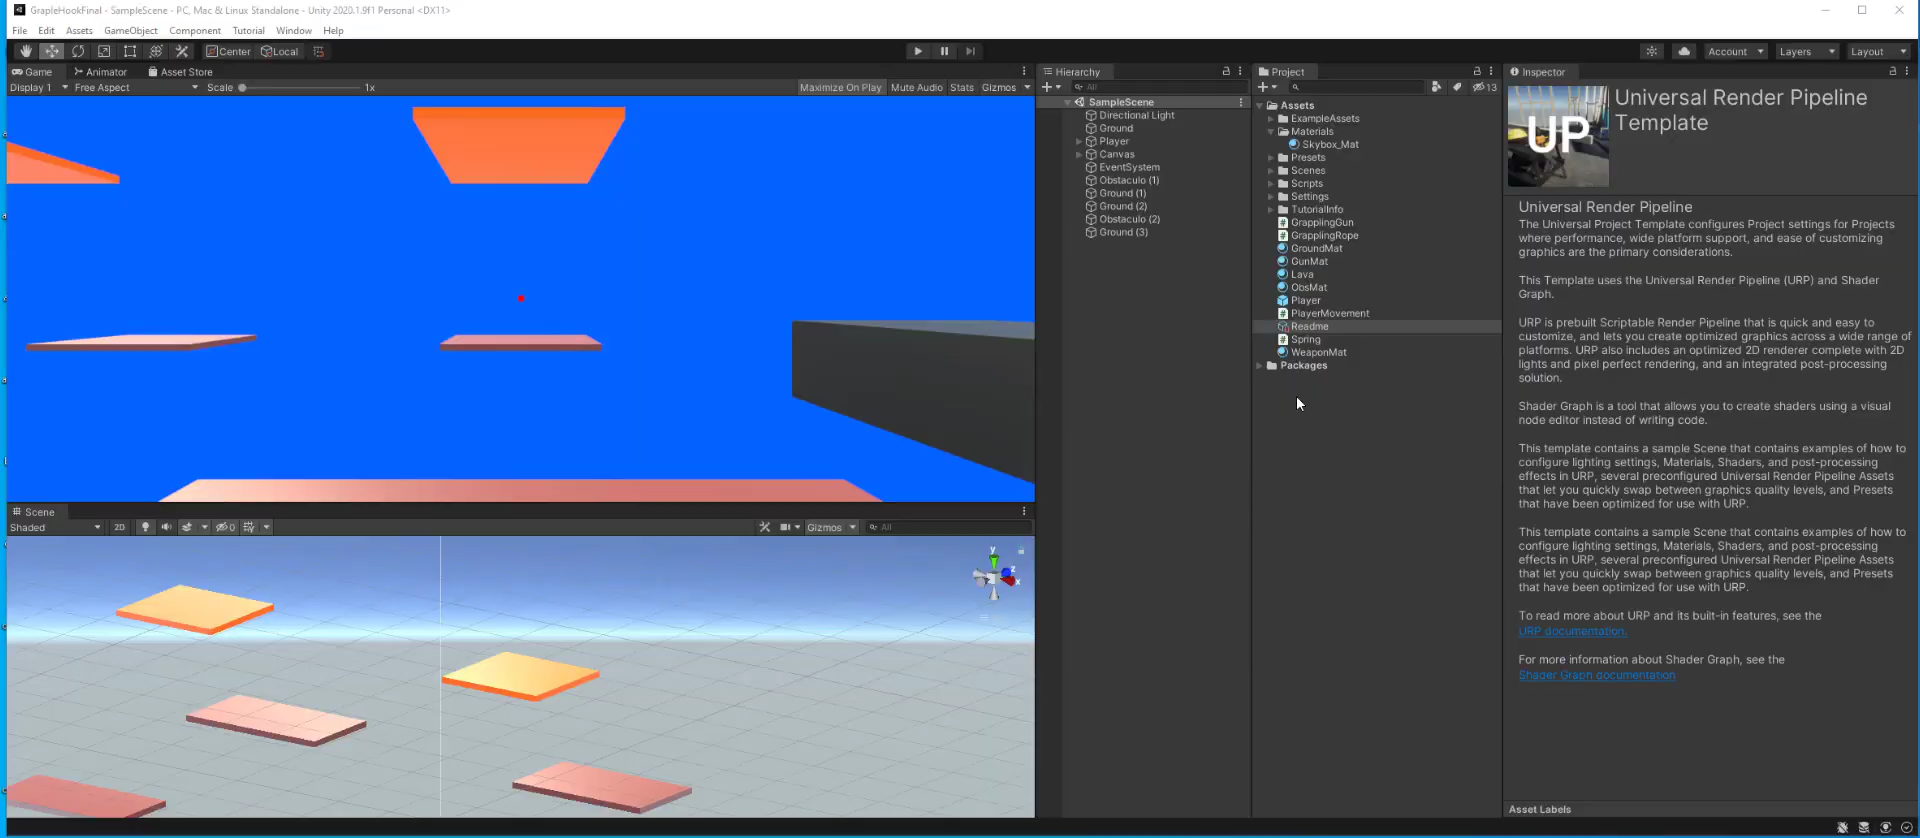 GrapleHookFinal - SampleScene - PC, Mac & Linux Standalone - Unity 2020.1.9f1 Personal <DX11>
File Edit Assets GameObject Component Tutorial Window Help
Center Local
Account Layers Layout
Game Animator Asset Store
Display 1 Free Aspect Scale 1x Maximize On Play Mute Audio Stats Gizmos
Hierarchy
All
SampleScene
Directional Light
Ground
Player
Canvas
EventSystem
Obstaculo (1)
Ground (1)
Ground (2)
Obstaculo (2)
Ground (3)
Project
13
Assets
ExampleAssets
Materials
Skybox_Mat
Presets
Scenes
Scripts
Settings
TutorialInfo
GrapplingGun
GrapplingRope
GroundMat
GunMat
Lava
ObsMat
Player
PlayerMovement
Readme
Spring
WeaponMat
Packages
Inspector
UP
Universal Render Pipeline
Template
Universal Render Pipeline
The Universal Project Template configures Project settings for Projects
where performance, wide platform support, and ease of customizing
graphics are the primary considerations.
This Template uses the Universal Render Pipeline (URP) and Shader
Graph.
URP is prebuilt Scriptable Render Pipeline that is quick and easy to
customize, and lets you create optimized graphics across a wide range of
platforms. URP also includes an optimized 2D renderer complete with 2D
lights and pixel perfect rendering, and an integrated post-processing
solution.
Shader Graph is a tool that allows you to create shaders using a visual
node editor instead of writing code.
This template contains a sample Scene that contains examples of how to
configure lighting settings, Materials, Shaders, and post-processing
effects in URP, several preconfigured Universal Render Pipeline Assets
that let you quickly swap between graphics quality levels, and Presets
that have been optimized for use with URP.
This template contains a sample Scene that contains examples of how to
configure lighting settings, Materials, Shaders, and post-processing
effects in URP, several preconfigured Universal Render Pipeline Assets
that let you quickly swap between graphics quality levels, and Presets
that have been optimized for use with URP.
To read more about URP and its built-in features, see the
URP documentation.
For more information about Shader Graph, see the
Shader Graph documentation
Asset Labels
Scene
Shaded 2D 0 Gizmos All
y
z
x